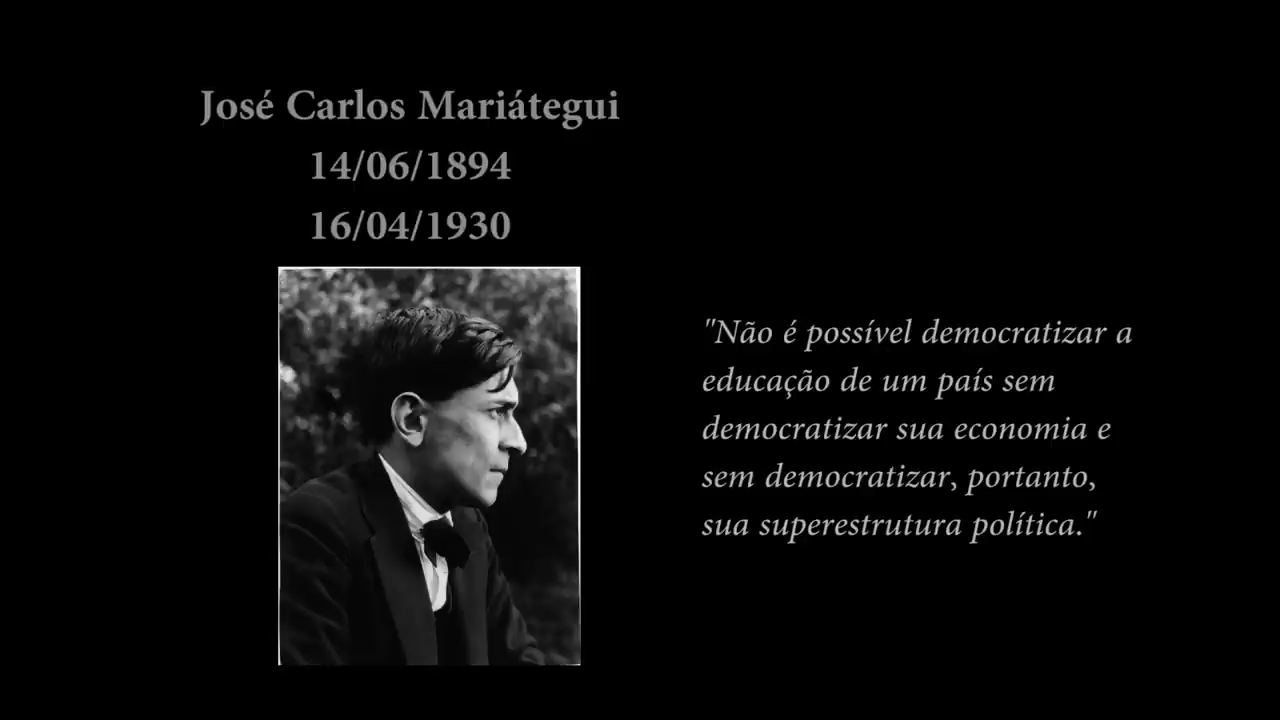 José Carlos Mariátegui
14/06/1894
16/04/1930
"Não é possível democratizar a
educação de um país sem
democratizar sua economia e
sem democratizar, portanto,
sua superestrutura política."